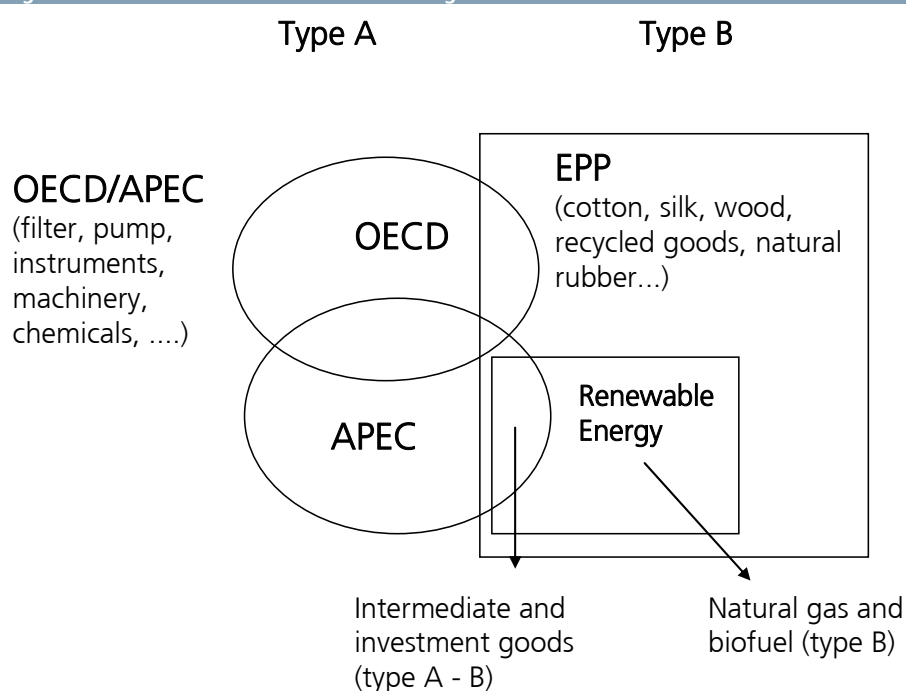 Type A
Type B
OECD/APEC
(filter, pump,
instruments,
machinery,
chemicals, ....)
OECD
APEC
EPP
(cotton, silk, wood,
recycled goods, natural
rubber...)
Renewable
Energy
Intermediate and
investment goods
(type A - B)
Natural gas and
biofuel (type B)